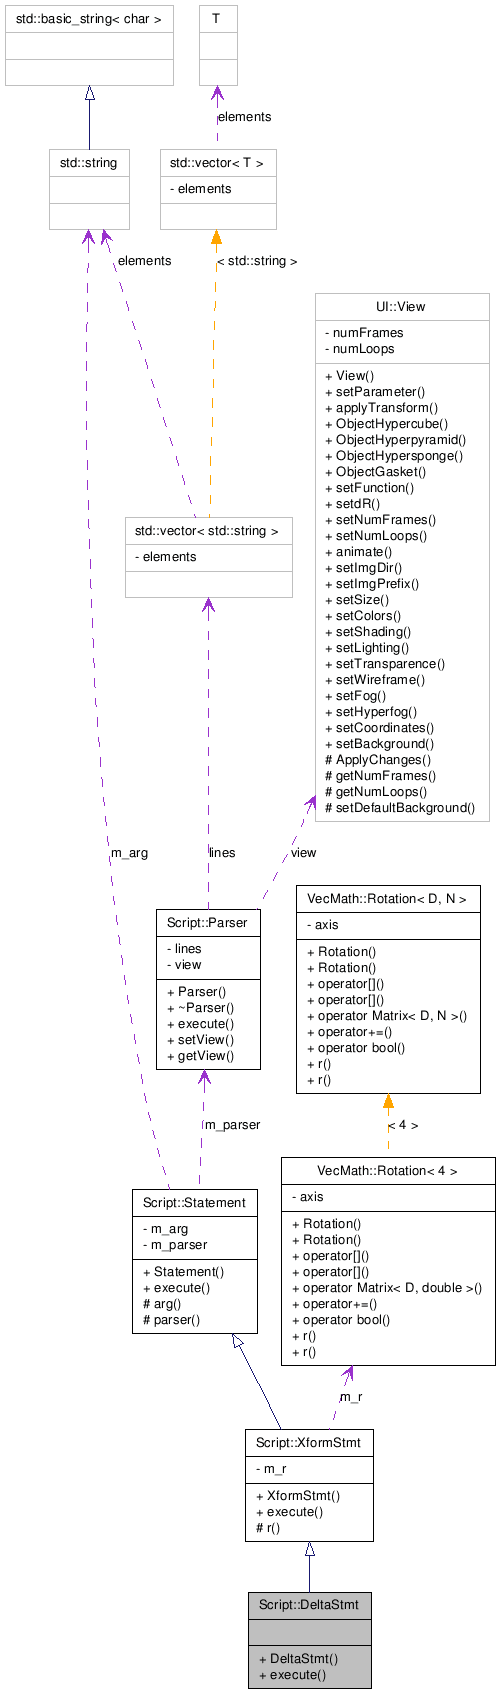 std::basic_string< char >
T
elements
std::string
std::vector< T >
- elements
elements
< std::string >
UI::View
- numFrames
- numLoops
+ View()
+ setParameter()
+ applyTransform()
+ ObjectHypercube()
+ ObjectHyperpyramid()
+ ObjectHypersponge()
+ ObjectGasket()
+ setFunction()
+ setdR()
+ setNumFrames()
+ setNumLoops()
+ animate()
+ setImgDir()
+ setImgPrefix()
+ setSize()
+ setColors()
+ setShading()
+ setLighting()
+ setTransparence()
+ setWireframe()
+ setFog()
+ setHyperfog()
+ setCoordinates()
+ setBackground()
# ApplyChanges()
# getNumFrames()
# getNumLoops()
# setDefaultBackground()
std::vector< std::string >
- elements
m_arg
lines
view
Script::Parser
- lines
- view
+ Parser()
+ ~Parser()
+ execute()
+ setView()
+ getView()
VecMath::Rotation< D, N >
- axis
+ Rotation()
+ Rotation()
+ operator[]()
+ operator[]()
+ operator Matrix< D, N >()
+ operator+=()
+ operator bool()
+ r()
+ r()
m_parser
< 4 >
Script::Statement
- m_arg
- m_parser
+ Statement()
+ execute()
# arg()
# parser()
VecMath::Rotation< 4 >
- axis
+ Rotation()
+ Rotation()
+ operator[]()
+ operator[]()
+ operator Matrix< D, double >()
+ operator+=()
+ operator bool()
+ r()
+ r()
m_r
Script::XformStmt
- m_r
+ XformStmt()
+ execute()
# r()
Script::DeltaStmt
+ DeltaStmt()
+ execute()